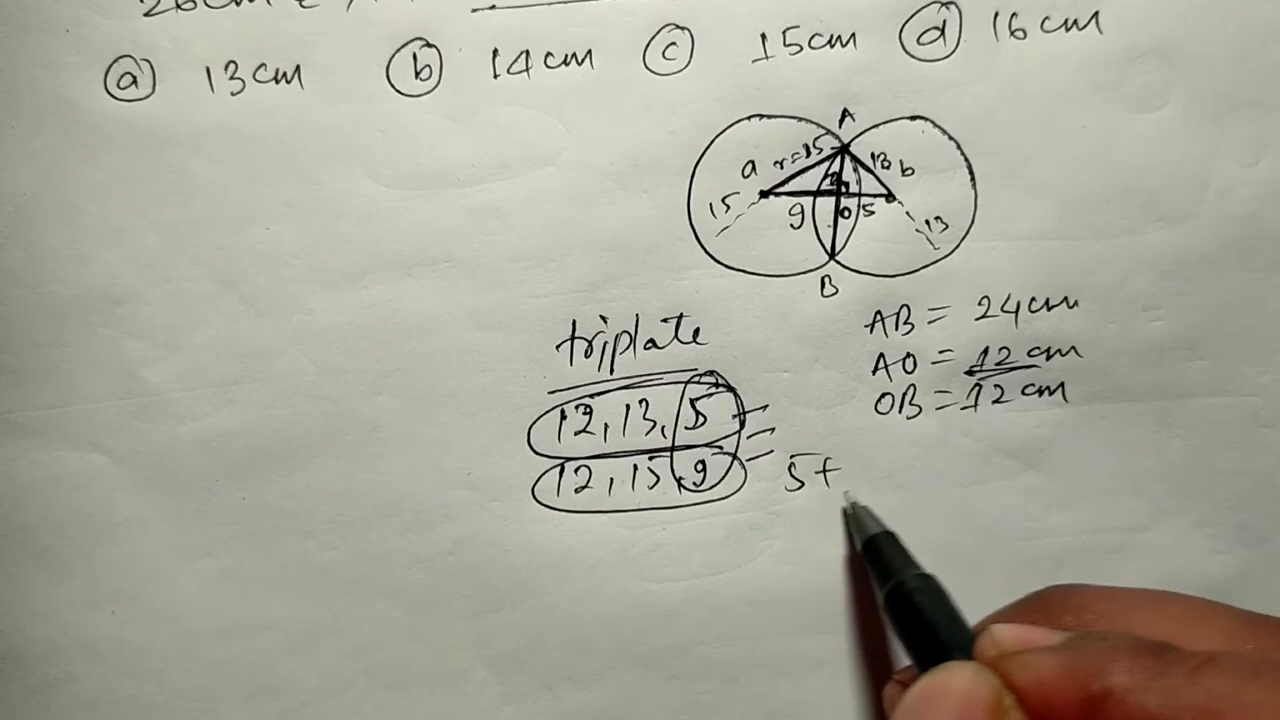 ⓐ 13cm ⓑ 14cm ⓒ 15cm ⓓ 16cm
A
a r=15 13 b
15 9 O 5 13
B
AB = 24cm
triplate
AO = 12cm
OB = 12cm
12, 13, 5
12, 15, 9
5+